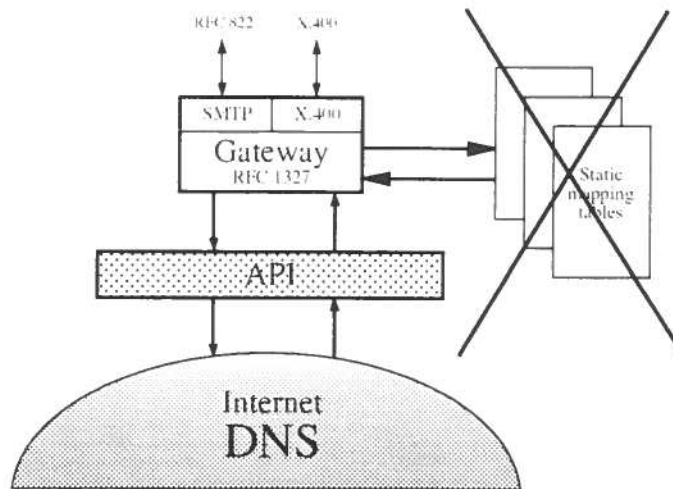 RFC 822 X.400
SMTP X.400
Gateway
RFC 1327
Static
mapping
tables
API
Internet
DNS